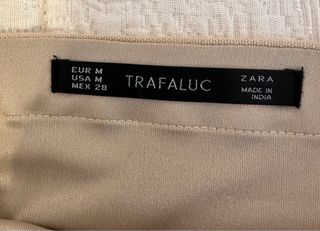 EUR M
USA M
MEX 28
TRAFALUC
ZARA
MADE IN
INDIA